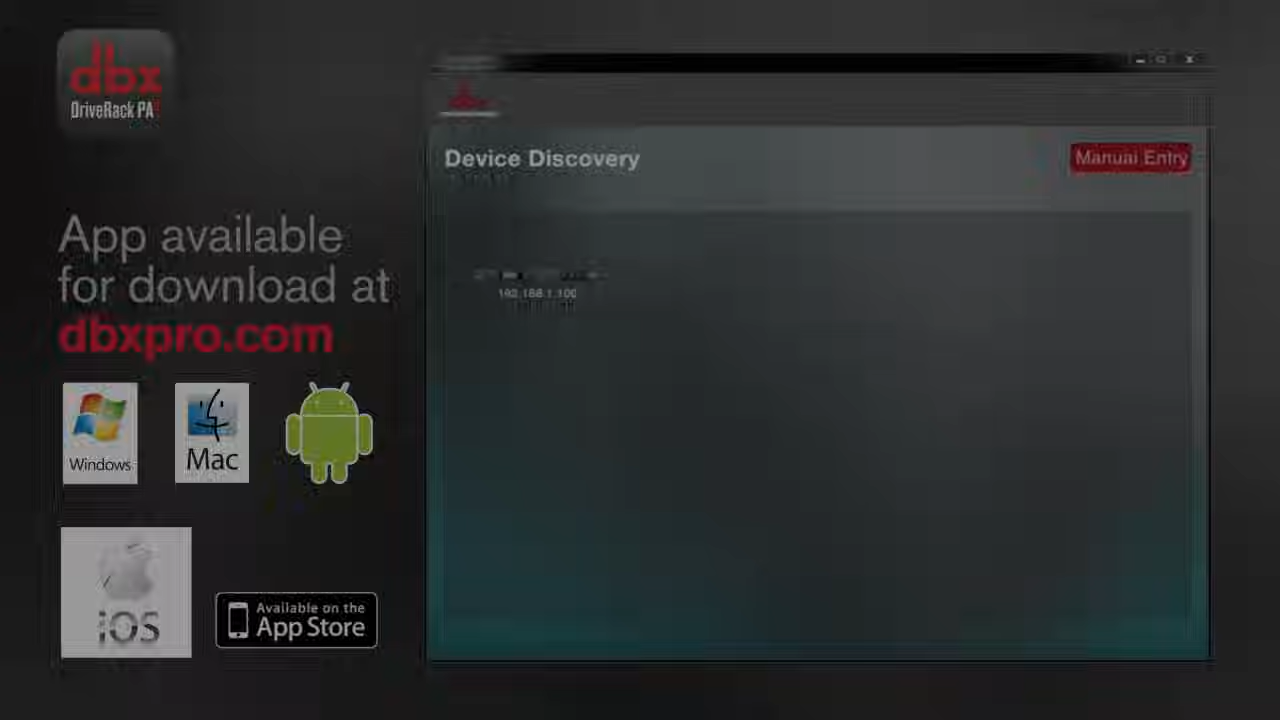 dbx
DriveRack PA
App available
for download at
dbxpro.com
Windows
Mac
iOS
Available on the
App Store
dbx
Device Discovery
Manual Entry
192.168.1.100